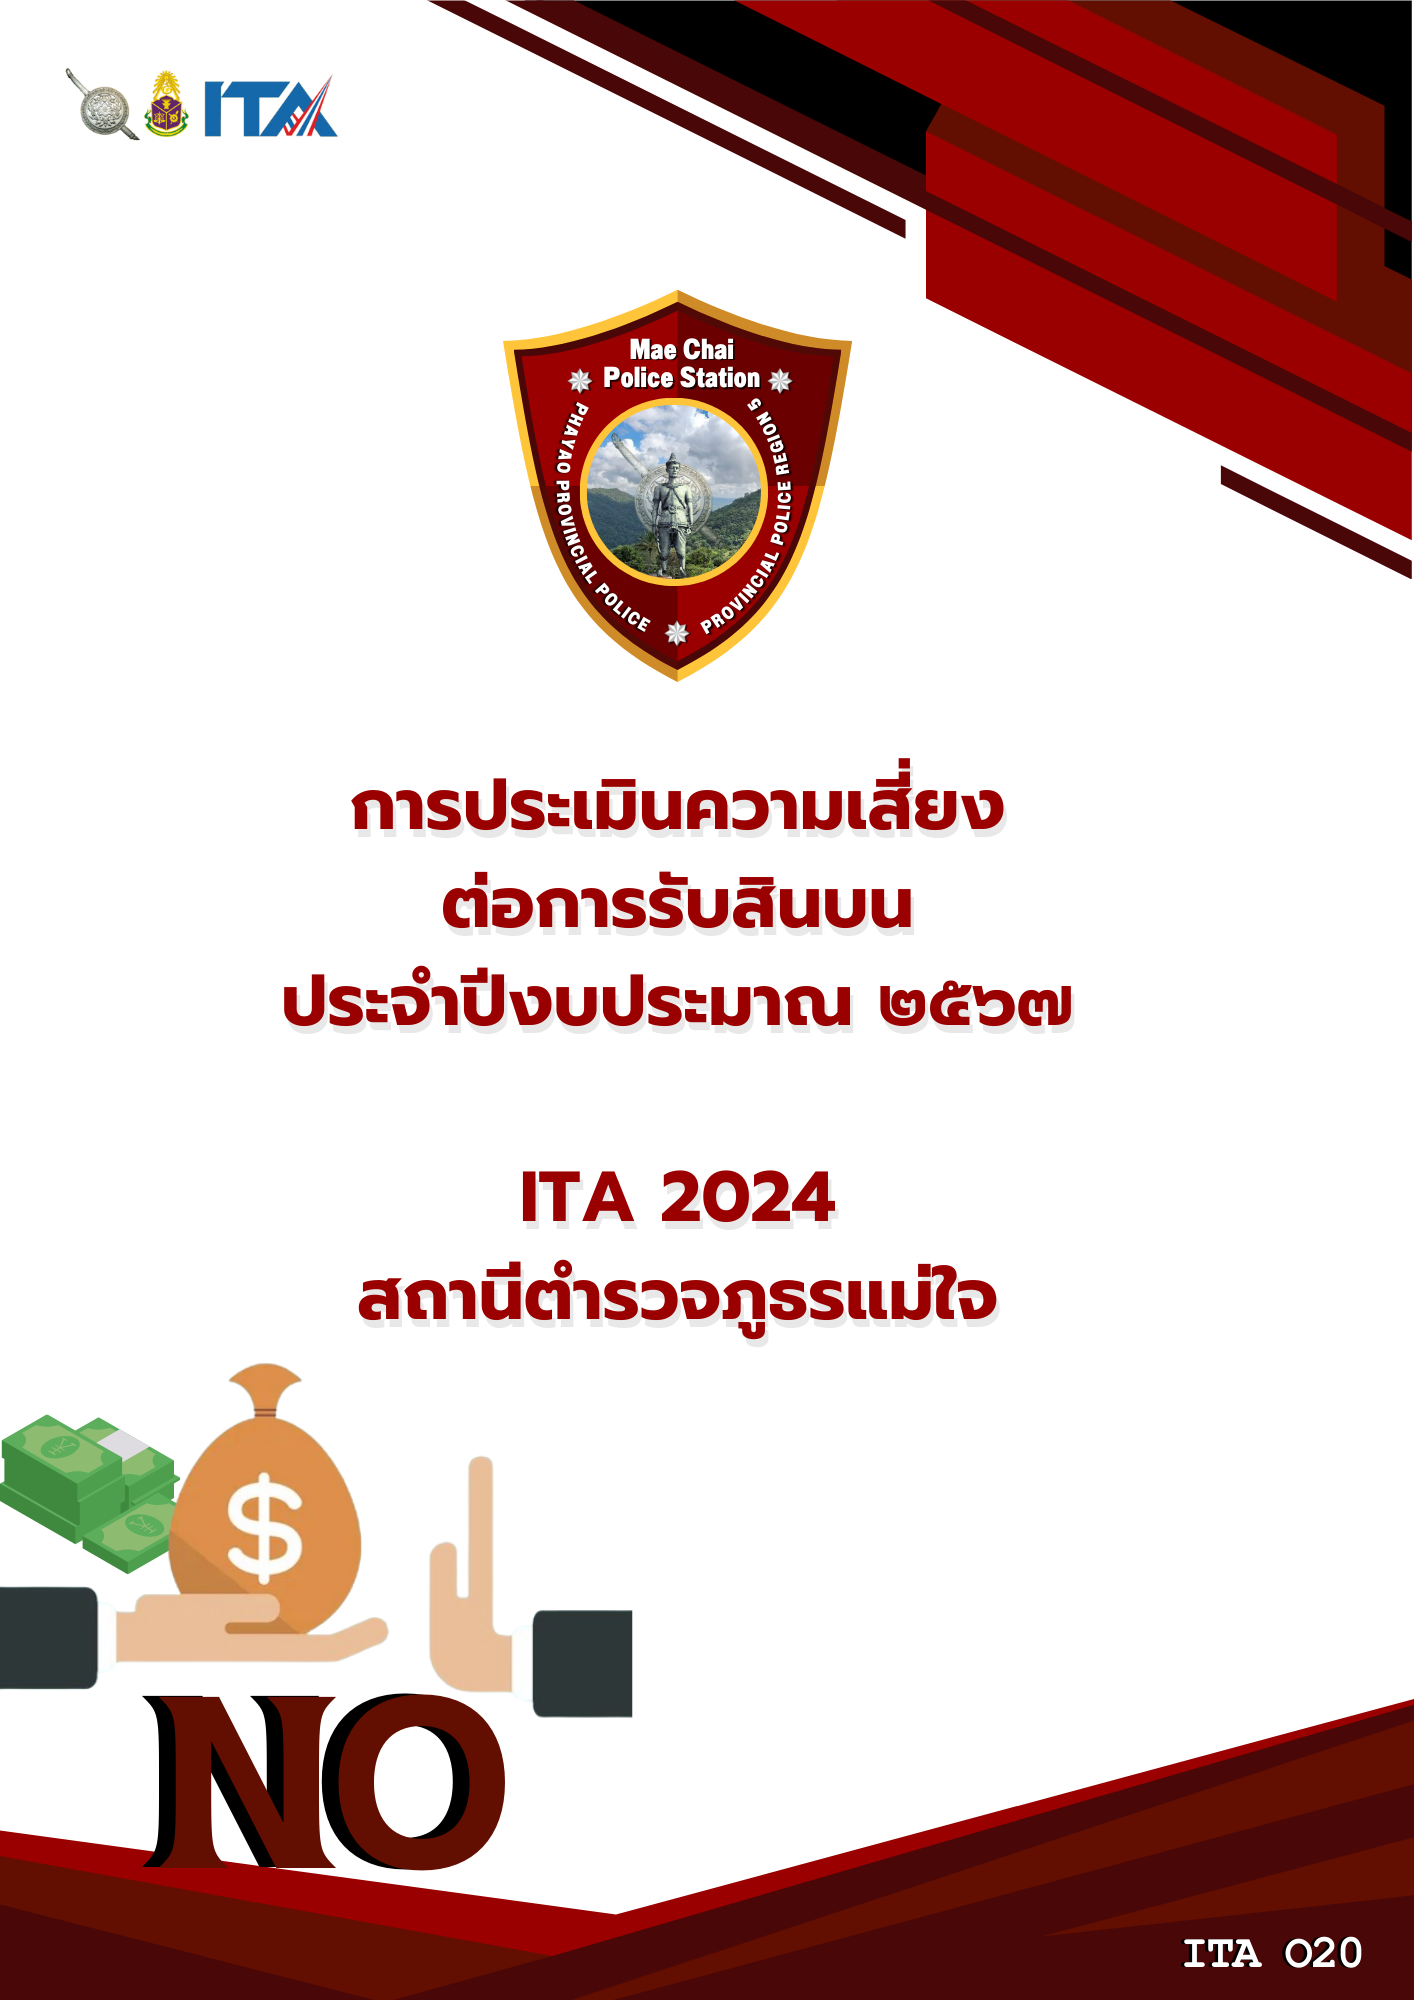 ITA
Mae Chai
Police Station
PHAYAO PROVINCIAL POLICE
PROVINCIAL POLICE REGION 5
การประเมินความเสี่ยง
ต่อการรับสินบน
ประจำปีงบประมาณ ๒๕๖๗
ITA 2024
สถานีตำรวจภูธรแม่ใจ
$
NO
ITA O20